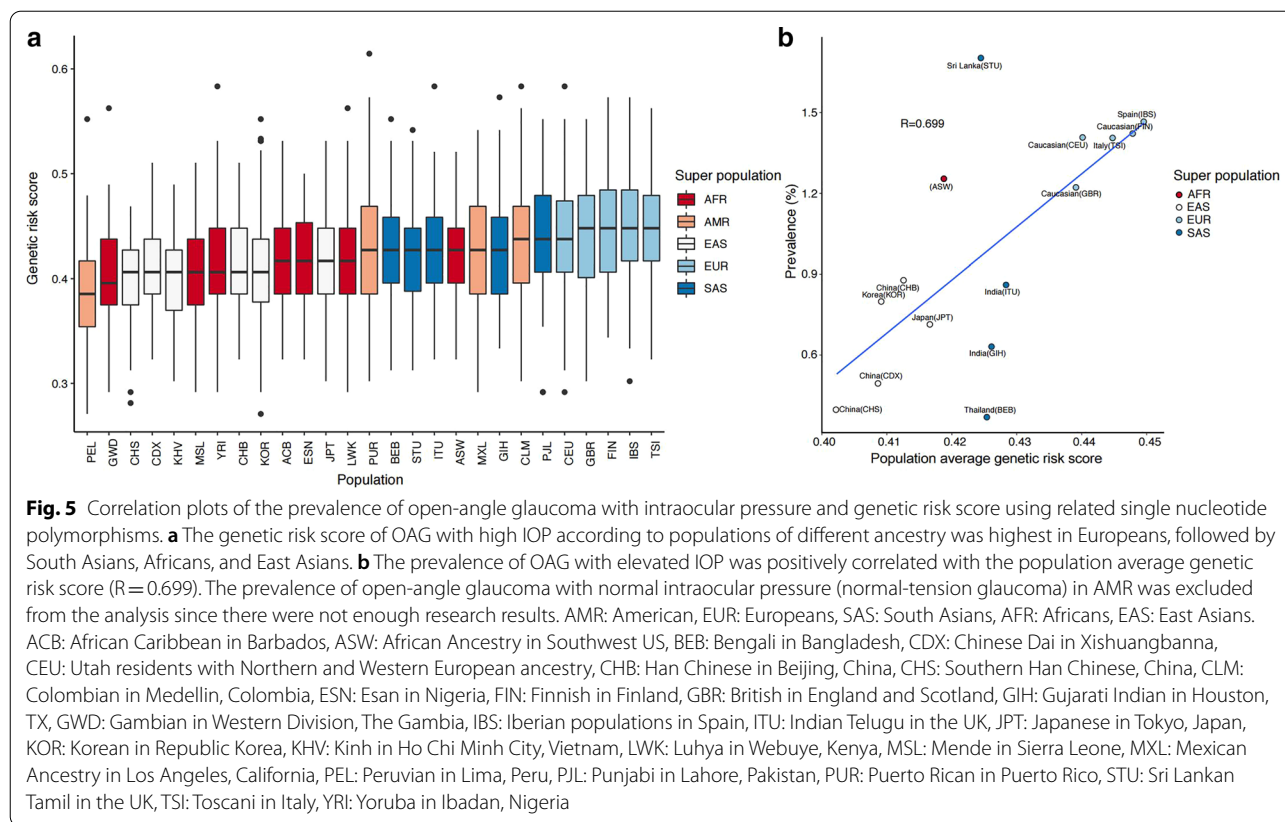 a
b
0.6
0.5
0.4
0.3
Genetic risk score
PEL
GWD
CHS
CDX
KHV
MSL
YRI
CHB
KOR
ACB
ESN
JPT
LWK
PUR
BEB
STU
ITU
ASW
MXL
GIH
CLM
PJL
CEU
GBR
FIN
IBS
TSI
Population
Super population
AFR
AMR
EAS
EUR
SAS
1.5
1.2
0.9
0.6
Prevalence (%)
Sri Lanka(STU)
R=0.699
Spain(IBS)
Caucasian(FIN)
Caucasian(CEU)
Italy(TSI)
(ASW)
Caucasian(GBR)
China(CHB)
India(ITU)
Korea(KOR)
Japan(JPT)
India(GIH)
China(CDX)
China(CHS)
Thailand(BEB)
0.40
0.41
0.42
0.43
0.44
0.45
Population average genetic risk score
Super population
AFR
EAS
EUR
SAS
Fig. 5 Correlation plots of the prevalence of open-angle glaucoma with intraocular pressure and genetic risk score using related single nucleotide
polymorphisms. a The genetic risk score of OAG with high IOP according to populations of different ancestry was highest in Europeans, followed by
South Asians, Africans, and East Asians. b The prevalence of OAG with elevated IOP was positively correlated with the population average genetic
risk score (R = 0.699). The prevalence of open-angle glaucoma with normal intraocular pressure (normal-tension glaucoma) in AMR was excluded
from the analysis since there were not enough research results. AMR: American, EUR: Europeans, SAS: South Asians, AFR: Africans, EAS: East Asians.
ACB: African Caribbean in Barbados, ASW: African Ancestry in Southwest US, BEB: Bengali in Bangladesh, CDX: Chinese Dai in Xishuangbanna,
CEU: Utah residents with Northern and Western European ancestry, CHB: Han Chinese in Beijing, China, CHS: Southern Han Chinese, China, CLM:
Colombian in Medellin, Colombia, ESN: Esan in Nigeria, FIN: Finnish in Finland, GBR: British in England and Scotland, GIH: Gujarati Indian in Houston,
TX, GWD: Gambian in Western Division, The Gambia, IBS: Iberian populations in Spain, ITU: Indian Telugu in the UK, JPT: Japanese in Tokyo, Japan,
KOR: Korean in Republic Korea, KHV: Kinh in Ho Chi Minh City, Vietnam, LWK: Luhya in Webuye, Kenya, MSL: Mende in Sierra Leone, MXL: Mexican
Ancestry in Los Angeles, California, PEL: Peruvian in Lima, Peru, PJL: Punjabi in Lahore, Pakistan, PUR: Puerto Rican in Puerto Rico, STU: Sri Lankan
Tamil in the UK, TSI: Toscani in Italy, YRI: Yoruba in Ibadan, Nigeria